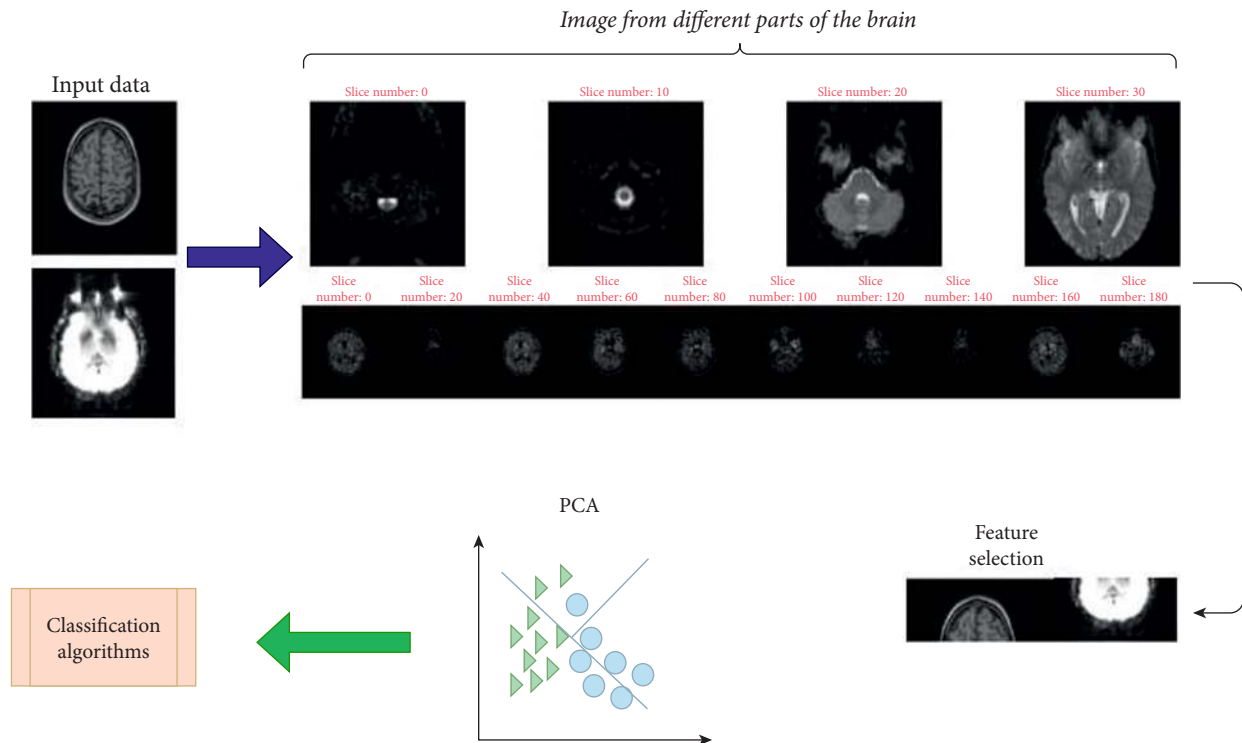 Image from different parts of the brain
Input data
Slice number: 0
Slice number: 10
Slice number: 20
Slice number: 30
Slice
number: 0
Slice
number: 20
Slice
number: 40
Slice
number: 60
Slice
number: 80
Slice
number: 100
Slice
number: 120
Slice
number: 140
Slice
number: 160
Slice
number: 180
PCA
Feature
selection
Classification
algorithms